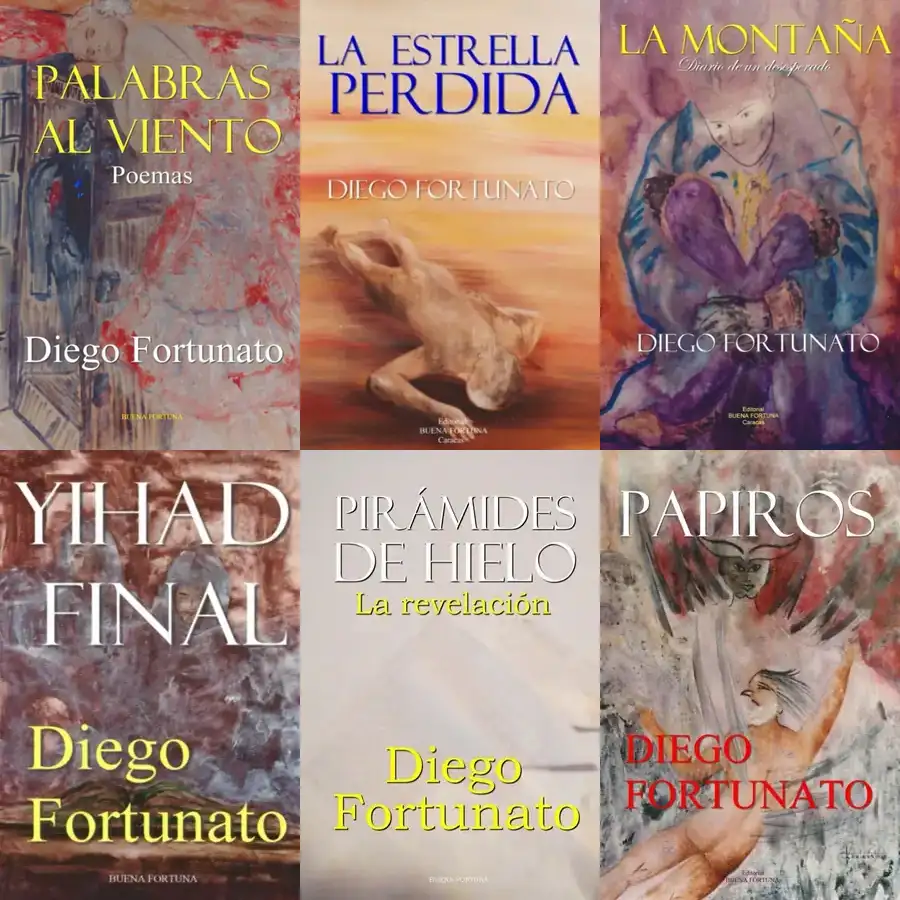 PALABRAS
AL VIENTO
Poemas
Diego Fortunato
BUENA FORTUNA
LA ESTRELLA
PERDIDA
DIEGO FORTUNATO
Editorial
BUENA FORTUNA
Caracas
LA MONTAÑA
Diario de un desesperado
DIEGO FORTUNATO
Editorial
BUENA FORTUNA
Caracas
YIHAD
FINAL
Diego
Fortunato
BUENA FORTUNA
PIRÁMIDES
DE HIELO
La revelación
Diego
Fortunato
BUENA FORTUNA
PAPIROS
DIEGO
FORTUNATO
Editorial
BUENA FORTUNA